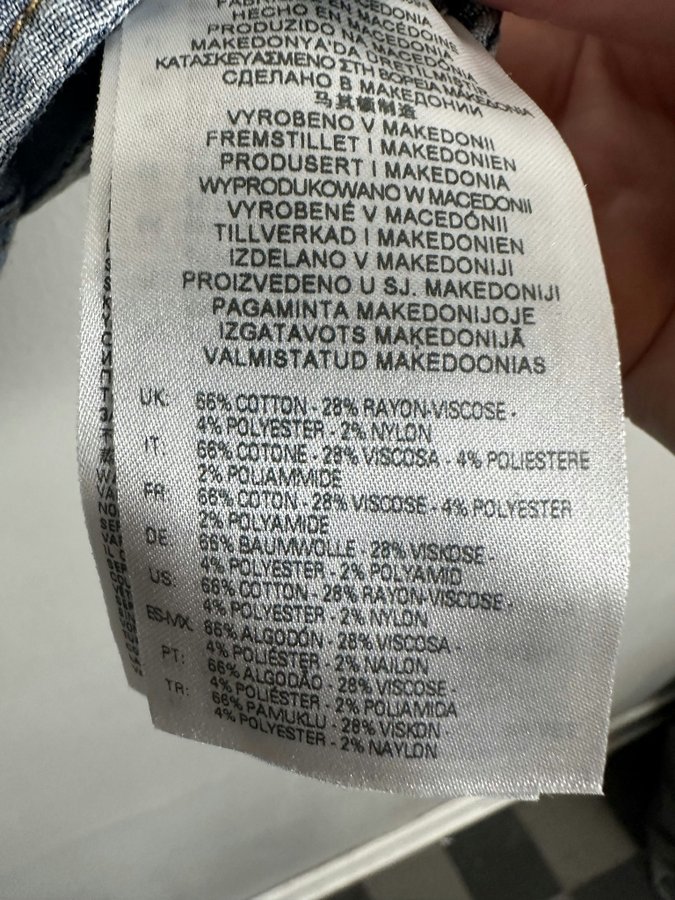 HECHO EN MACEDONIA
PRODUZIDO NA MACEDÓNIA
MAKEDONYA'DA ÜRETILMISTIR
ΚΑΤΑΣΚΕΥΑΣΜΕΝΟ ΣΤΗ ΒΟΡΕΙΑ ΜΑΚΕΔΟΝΙΑ
СДЕЛАНО В МАКЕДОНИИ
马其顿制造
VYROBENO V MAKEDONII
FREMSTILLET I MAKEDONIEN
PRODUSERT I MAKEDONIA
WYPRODUKOWANO W MACEDONII
VYROBENÉ V MACEDÓNII
TILLVERKAD I MAKEDONIEN
IZDELANO V MAKEDONIJI
PROIZVEDENO U SJ. MAKEDONIJI
PAGAMINTA MAKEDONIJOJE
IZGATAVOTS MAĶEDONIJĀ
VALMISTATUD MAKEDOONIAS
UK: 66% COTTON - 28% RAYON-VISCOSE -
4% POLYESTER - 2% NYLON
IT: 66% COTONE - 28% VISCOSA - 4% POLIESTERE
2% POLIAMMIDE
FR: 66% COTON - 28% VISCOSE - 4% POLYESTER
2% POLYAMIDE
DE: 66% BAUMWOLLE - 28% VISKOSE -
4% POLYESTER - 2% POLYAMID
US: 66% COTTON - 28% RAYON-VISCOSE -
4% POLYESTER - 2% NYLON
ES-MX: 66% ALGODÓN - 28% VISCOSA -
4% POLIÉSTER - 2% NAILON
PT: 66% ALGODÃO - 28% VISCOSE -
4% POLIÉSTER - 2% POLIAMIDA
TR: 66% PAMUKLU - 28% VISKON -
4% POLYESTER - 2% NAYLON